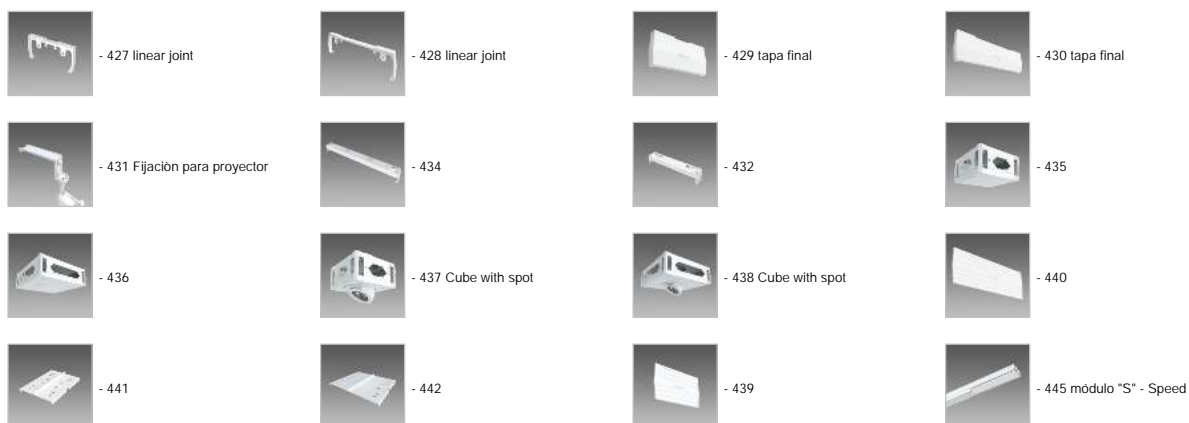 - 427 linear joint
- 428 linear joint
- 429 tapa final
- 430 tapa final
- 431 Fijaciòn para proyector
- 434
- 432
- 435
- 436
- 437 Cube with spot
- 438 Cube with spot
- 440
- 441
- 442
- 439
- 445 módulo "S" - Speed